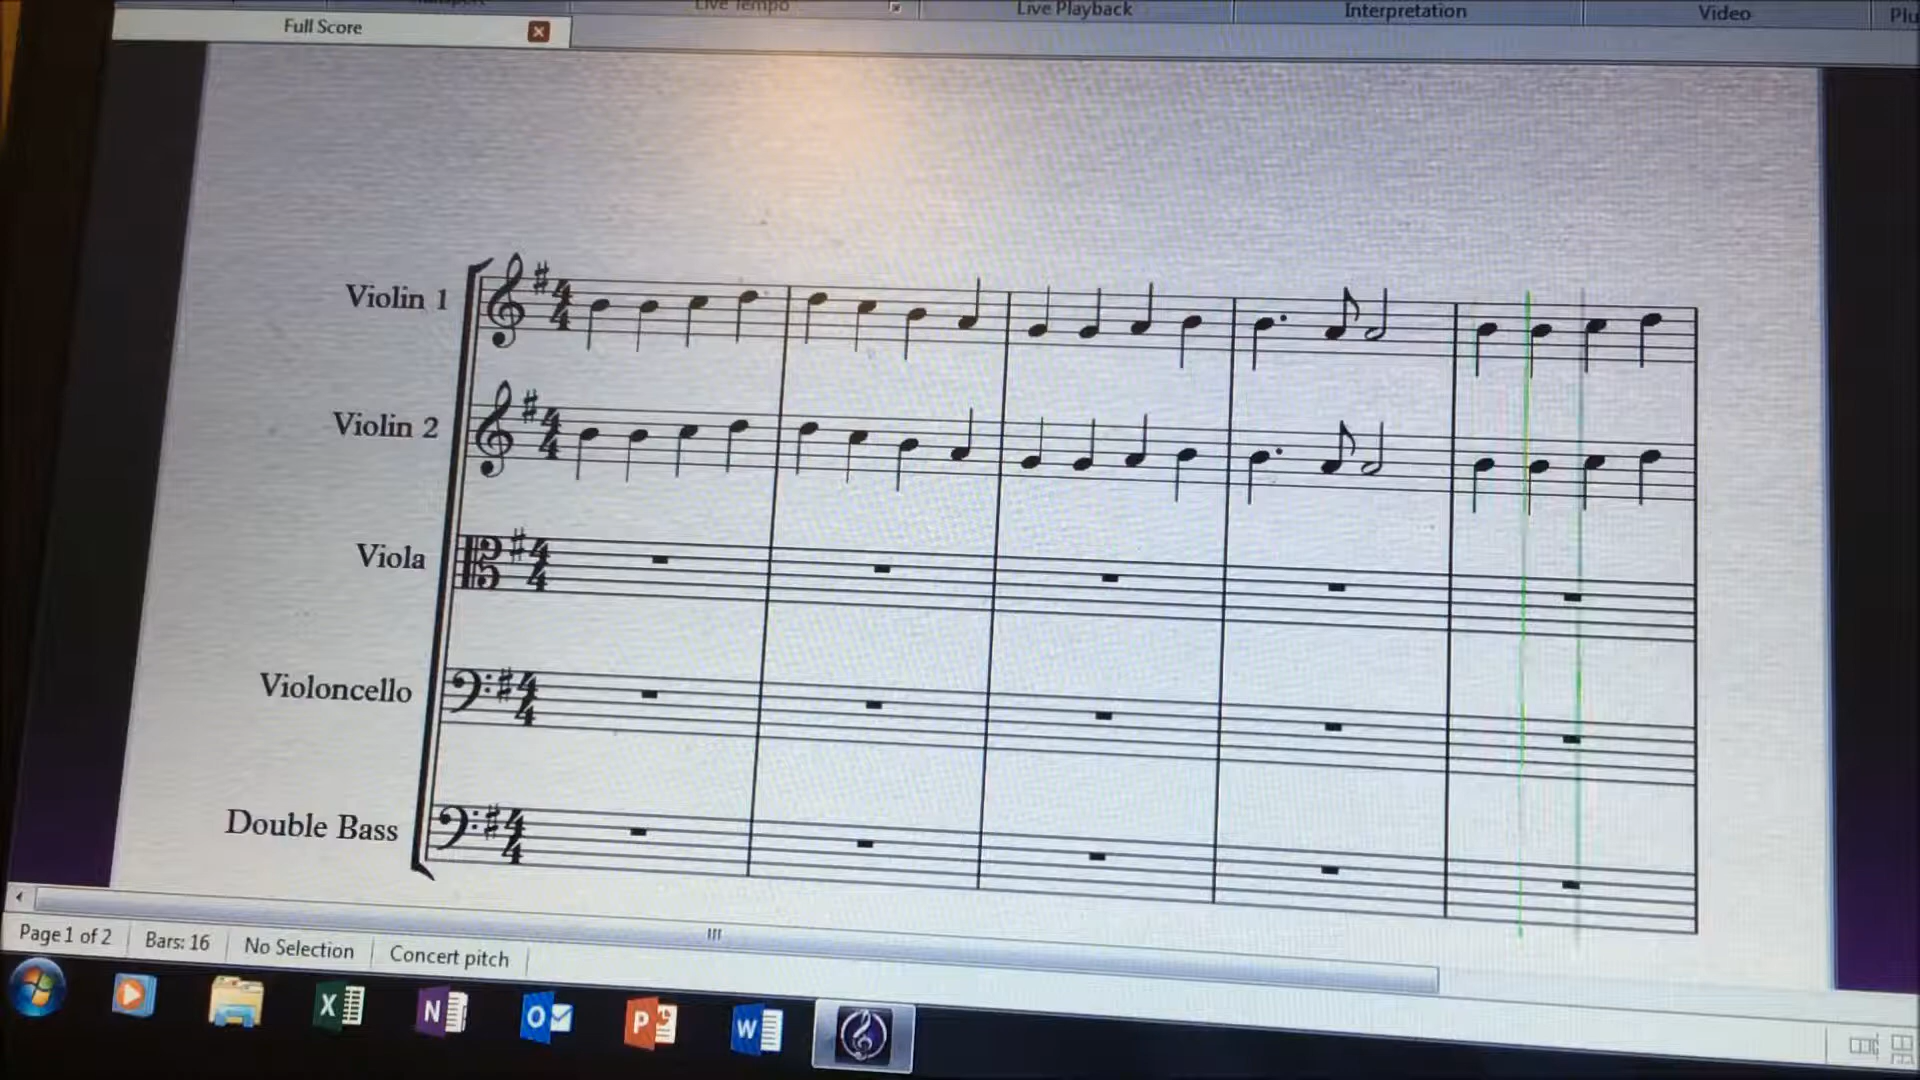 Live Tempo Live Playback Interpretation Video
Full Score
Violin 1
Violin 2
Viola
Violoncello
Double Bass
Page 1 of 2 Bars: 16 No Selection Concert pitch